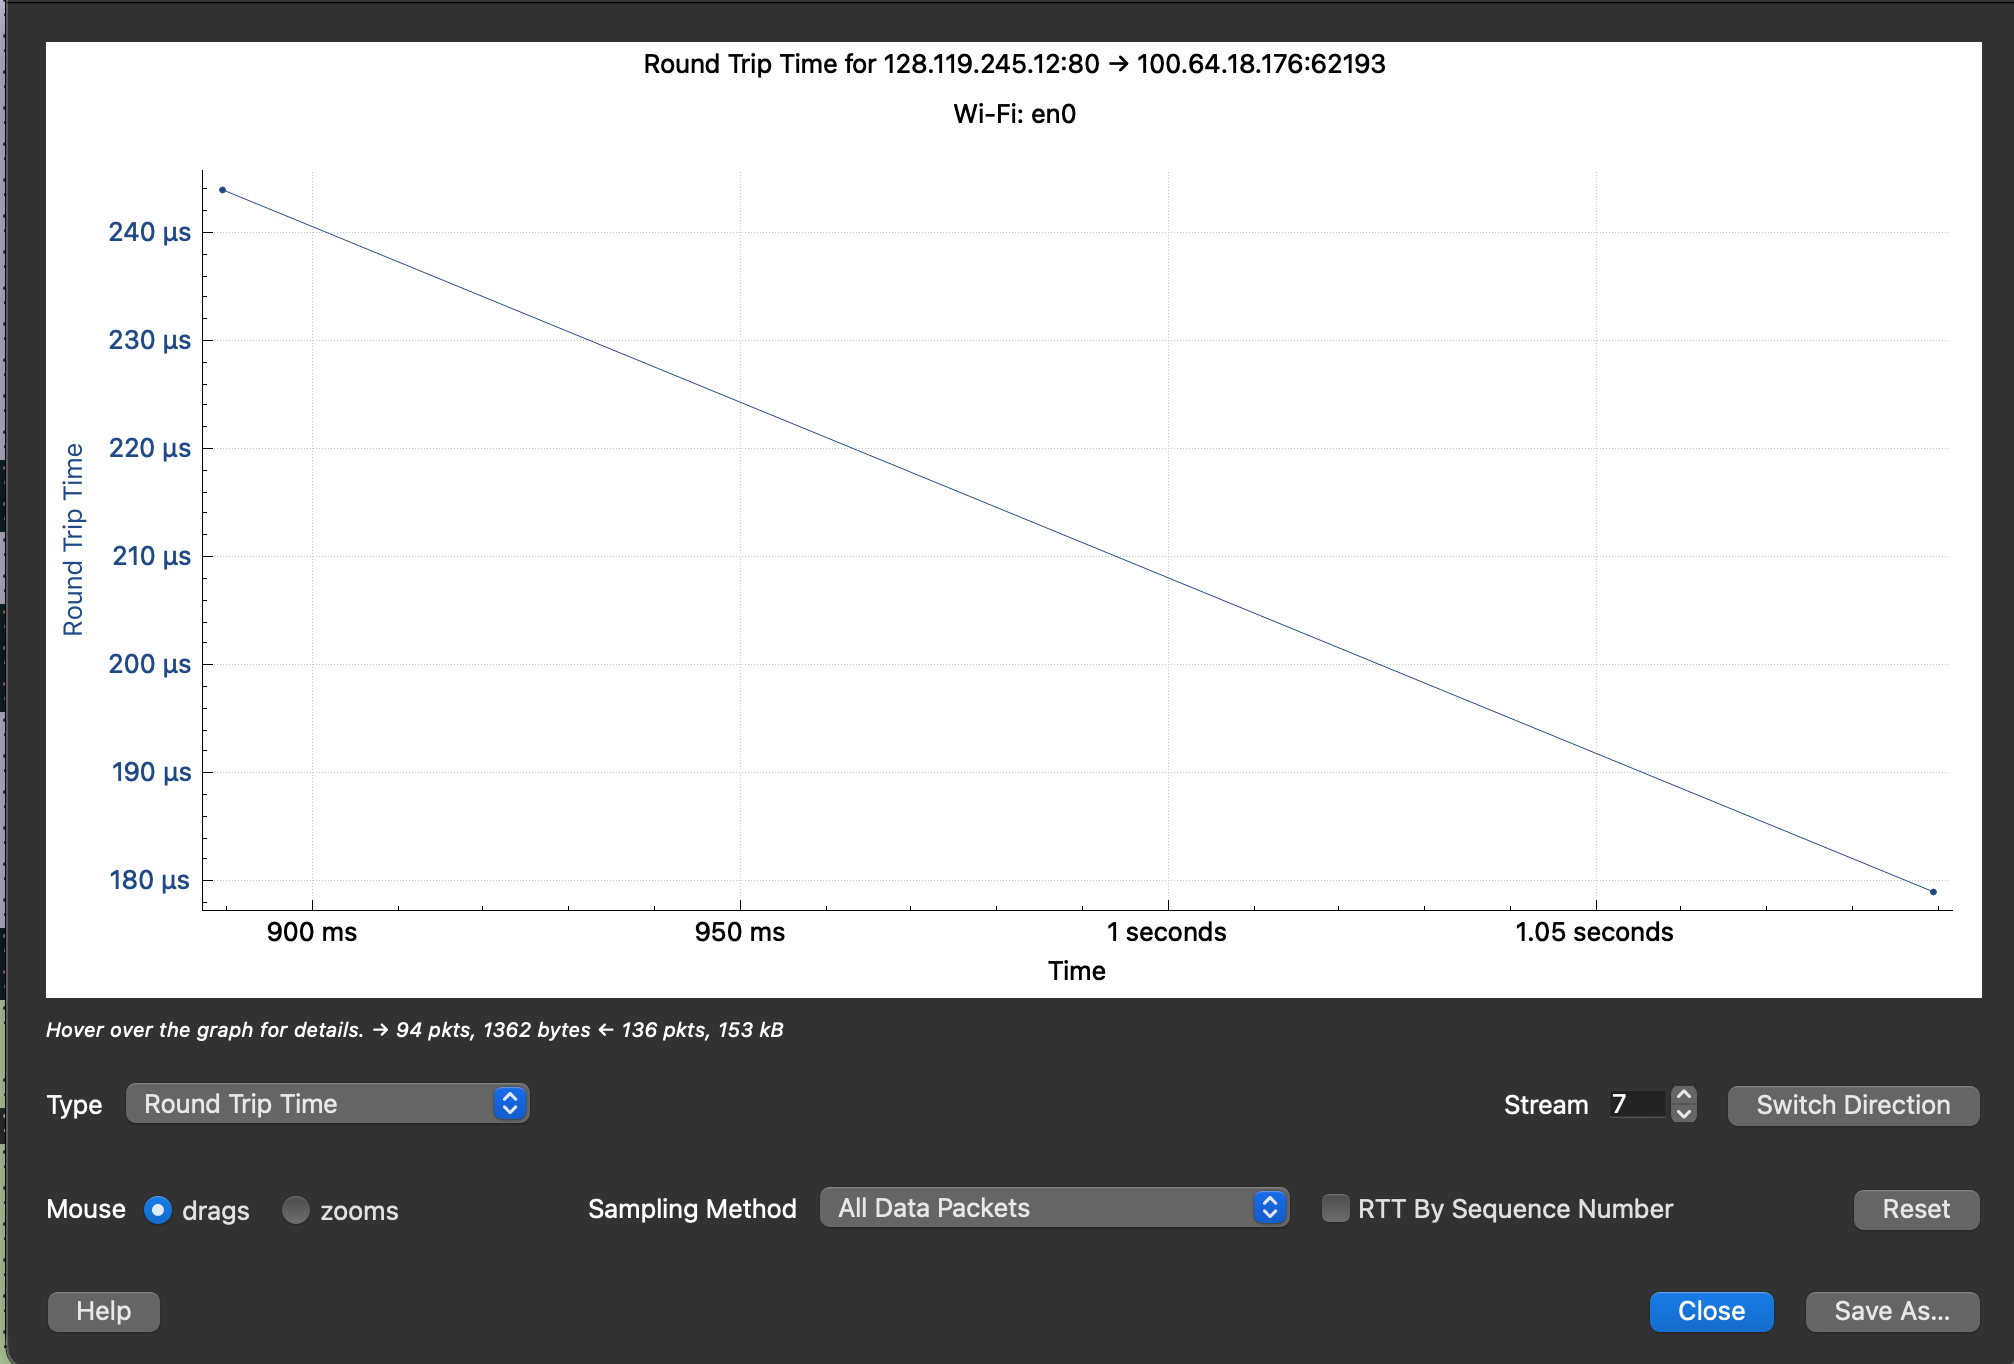 Round Trip Time for 128.119.245.12:80 → 100.64.18.176:62193
Wi-Fi: en0
240 µs
230 µs
220 µs
210 µs
200 µs
190 µs
180 µs
Round Trip Time
900 ms 950 ms 1 seconds 1.05 seconds
Time
Hover over the graph for details. → 94 pkts, 1362 bytes ← 136 pkts, 153 kB
Type Round Trip Time Stream 7 Switch Direction
Mouse drags zooms Sampling Method All Data Packets RTT By Sequence Number Reset
Help Close Save As...